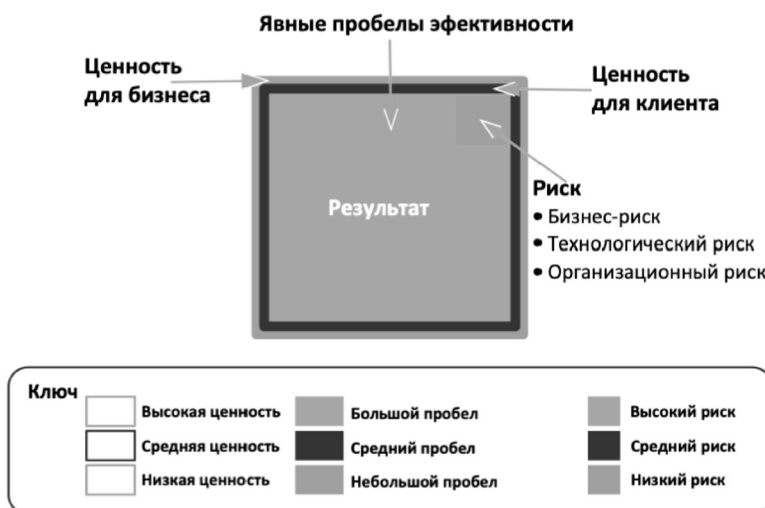 Явные пробелы эфективности
Ценность
для бизнеса
Ценность
для клиента
Результат
Риск
• Бизнес-риск
• Технологический риск
• Организационный риск
Ключ
Высокая ценность
Большой пробел
Высокий риск
Средняя ценность
Средний пробел
Средний риск
Низкая ценность
Небольшой пробел
Низкий риск